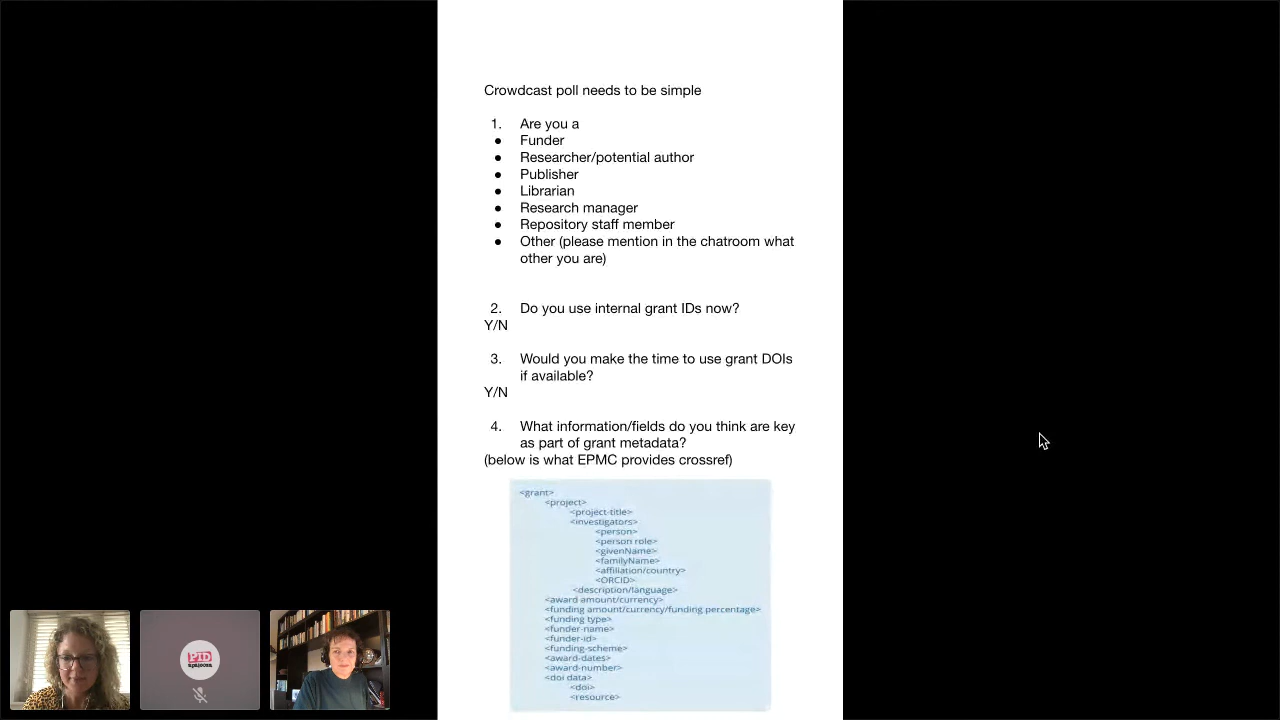 Crowdcast poll needs to be simple
1. Are you a
● Funder
● Researcher/potential author
● Publisher
● Librarian
● Research manager
● Repository staff member
● Other (please mention in the chatroom what
other you are)
2. Do you use internal grant IDs now?
Y/N
3. Would you make the time to use grant DOIs
if available?
Y/N
4. What information/fields do you think are key
as part of grant metadata?
(below is what EPMC provides crossref)
<grant>
<project>
<project-title>
<investigators>
<person>
<person role>
<givenName>
<familyName>
<affiliation/country>
<ORCID>
<description/language>
<award amount/currency>
<funding amount/currency/funding percentage>
<funding type>
<funder-name>
<funder-id>
<funding-scheme>
<award-dates>
<award-number>
<doi data>
<doi>
<resource>
PID